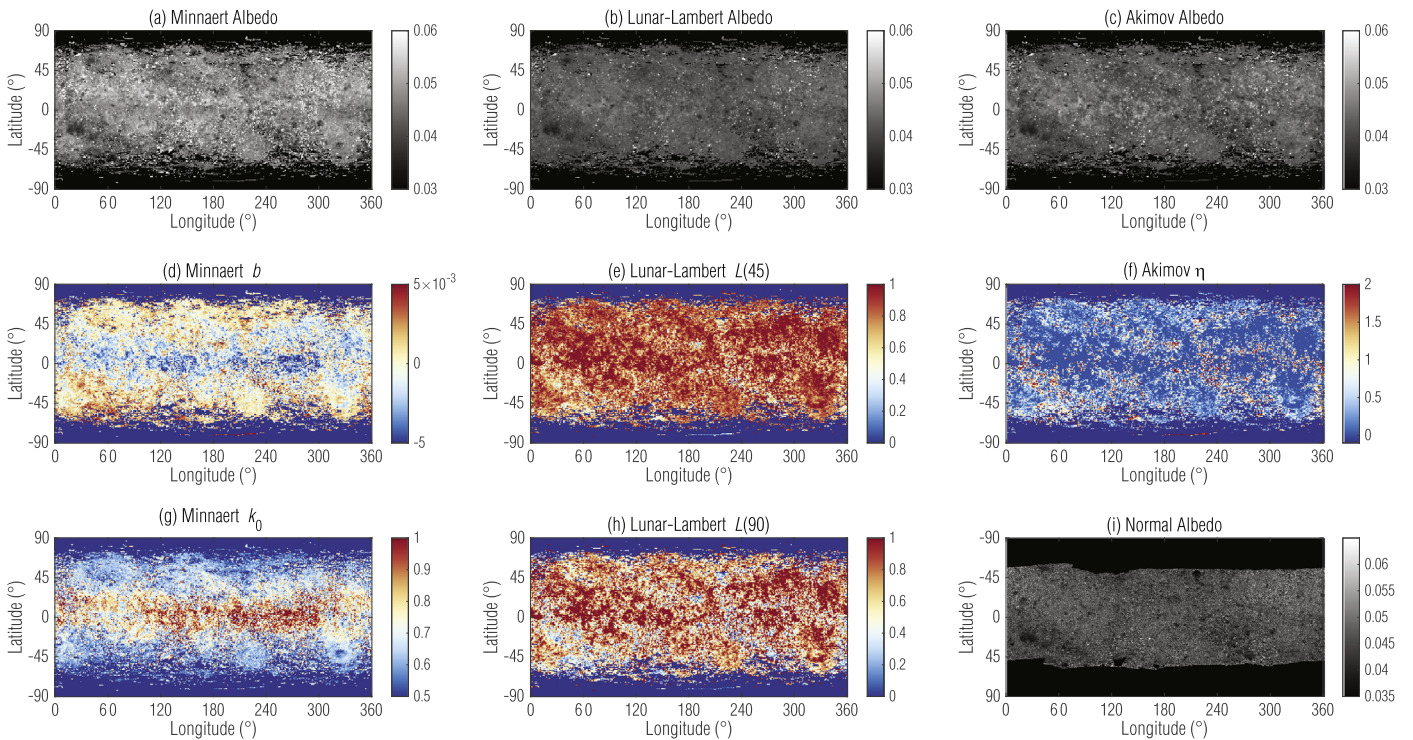 (a) Minnaert Albedo
90
45
0
-45
-90
Latitude (°)
0 60 120 180 240 300 360
Longitude (°)
0.06
0.05
0.04
0.03
(b) Lunar-Lambert Albedo
90
45
0
-45
-90
Latitude (°)
0 60 120 180 240 300 360
Longitude (°)
0.06
0.05
0.04
0.03
(c) Akimov Albedo
90
45
0
-45
-90
Latitude (°)
0 60 120 180 240 300 360
Longitude (°)
0.06
0.05
0.04
0.03
(d) Minnaert b
90
45
0
-45
-90
Latitude (°)
0 60 120 180 240 300 360
Longitude (°)
5×10⁻³
0
-5
(e) Lunar-Lambert L(45)
90
45
0
-45
-90
Latitude (°)
0 60 120 180 240 300 360
Longitude (°)
1
0.8
0.6
0.4
0.2
0
(f) Akimov η
90
45
0
-45
-90
Latitude (°)
0 60 120 180 240 300 360
Longitude (°)
2
1.5
1
0.5
0
(g) Minnaert k₀
90
45
0
-45
-90
Latitude (°)
0 60 120 180 240 300 360
Longitude (°)
1
0.9
0.8
0.7
0.6
0.5
(h) Lunar-Lambert L(90)
90
45
0
-45
-90
Latitude (°)
0 60 120 180 240 300 360
Longitude (°)
1
0.8
0.6
0.4
0.2
0
(i) Normal Albedo
-90
-45
0
45
90
Latitude (°)
0 60 120 180 240 300 360
Longitude (°)
0.06
0.055
0.05
0.045
0.04
0.035